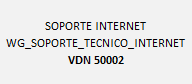 SOPORTE INTERNET
WG_SOPORTE_TECNICO_INTERNET
VDN 50002